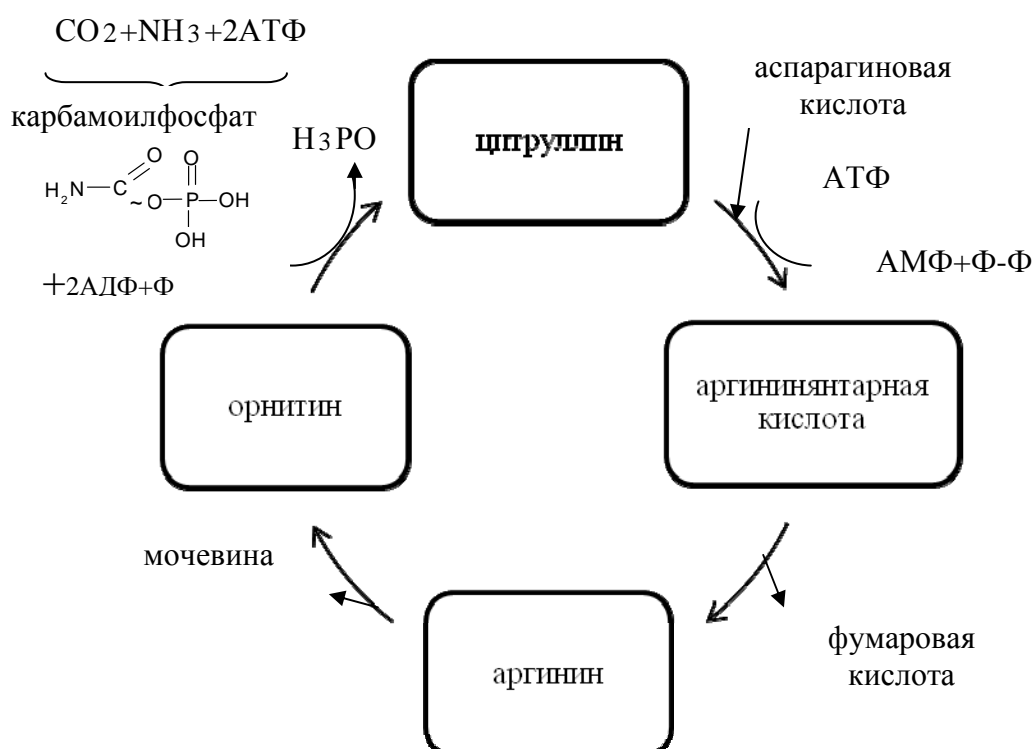 CO2+NH3+2АТФ
карбамоилфосфат
H2N C O O P O OH
OH
+2АДФ+Ф
H3PO
цитруллин
аспарагиновая
кислота
АТФ
АМФ+Ф-Ф
орнитин
аргининянтарная
кислота
мочевина
аргинин
фумаровая
кислота